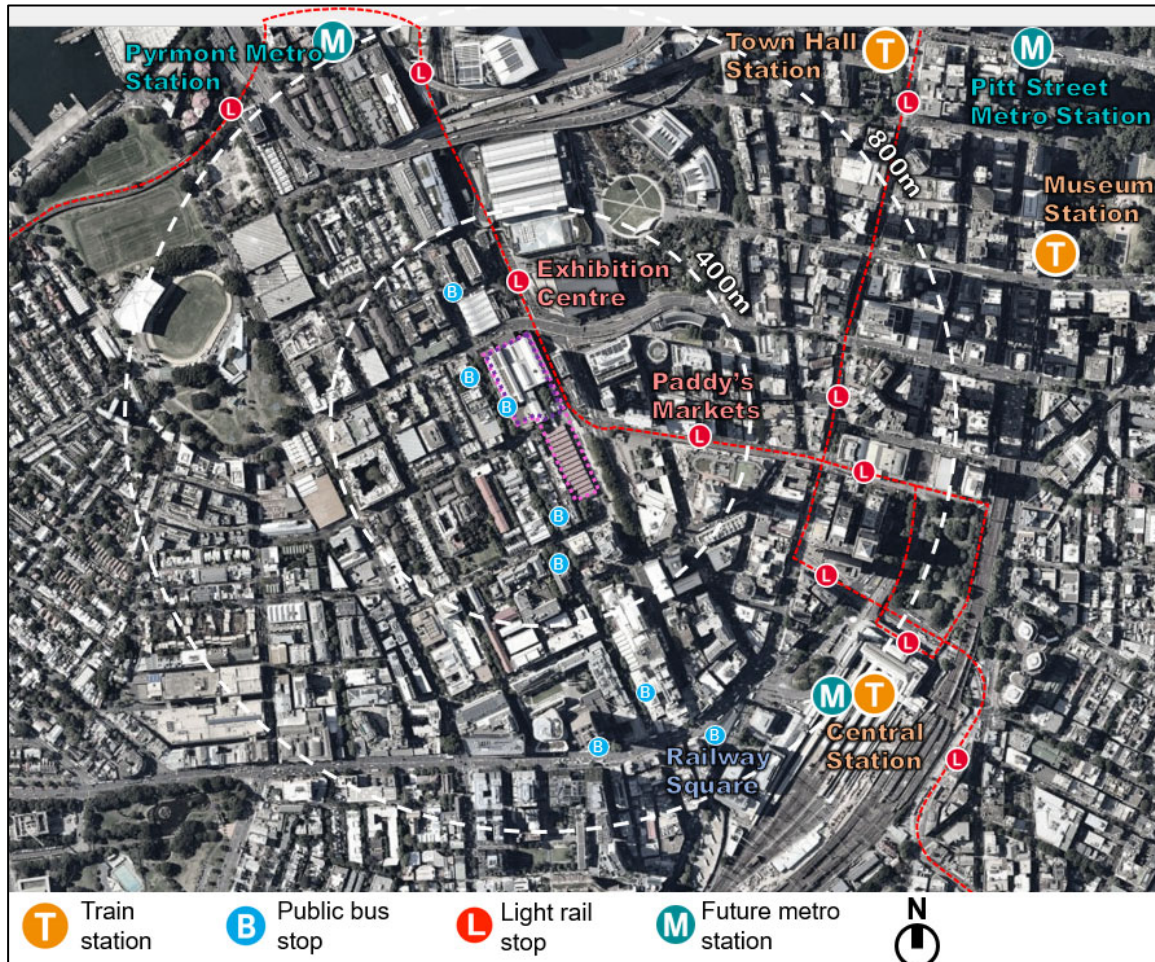 Pyrmont Metro
Station
M
Town Hall
Station
T
M
Pitt Street
Metro Station
L
L
L
800m
Museum
Station
T
400m
L
Exhibition
Centre
B
B
B
Paddy's
Markets
L
L
L
B
B
L
L
B
M
T
Central
Station
B
B
Railway
Square
L
T
Train
station
B
Public bus
stop
L
Light rail
stop
M
Future metro
station
N